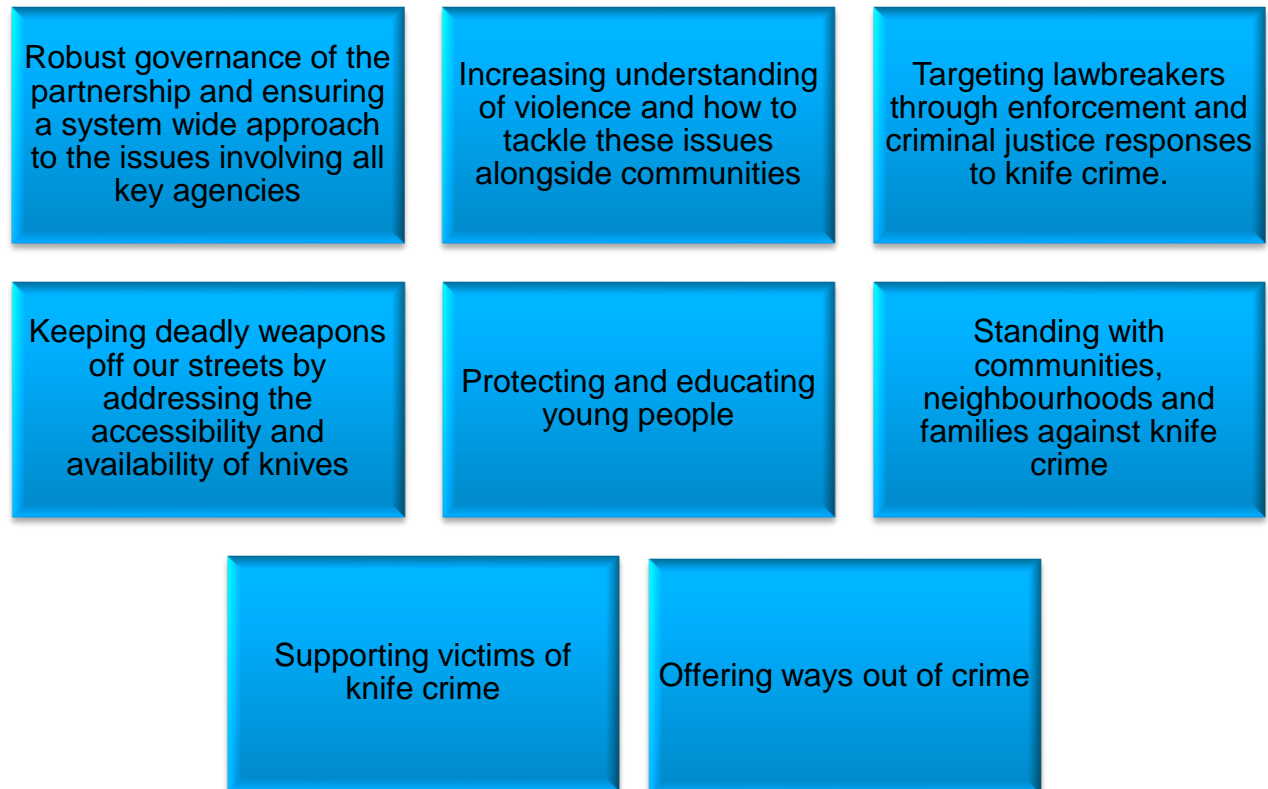 Robust governance of the
partnership and ensuring
a system wide approach
to the issues involving all
key agencies
Increasing understanding
of violence and how to
tackle these issues
alongside communities
Targeting lawbreakers
through enforcement and
criminal justice responses
to knife crime.
Keeping deadly weapons
off our streets by
addressing the
accessibility and
availability of knives
Protecting and educating
young people
Standing with
communities,
neighbourhoods and
families against knife
crime
Supporting victims of
knife crime
Offering ways out of crime